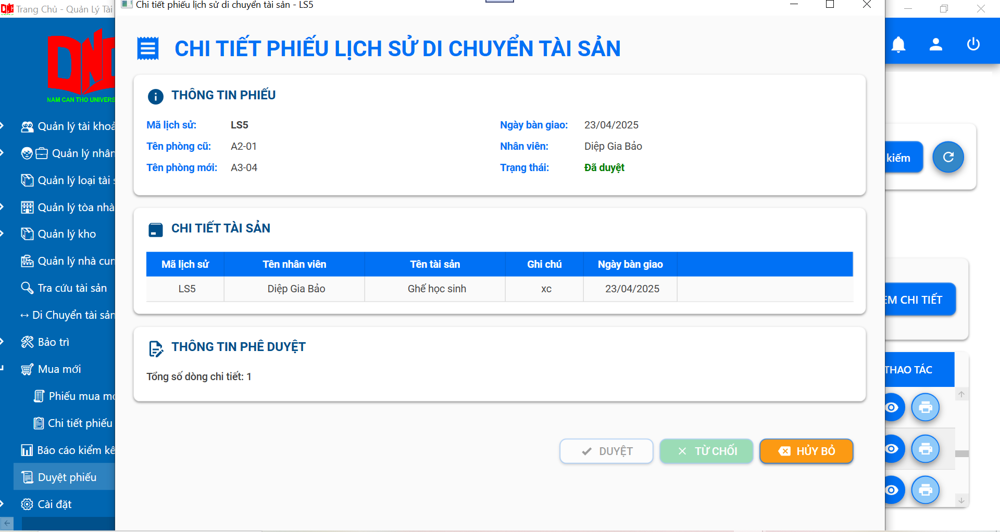 Trang Chủ - Quản Lý Tài
Chi tiết phiếu lịch sử di chuyển tài sản - LS5
DNC
NAM CAN THO UNIVERS
Quản lý tài khoả
Quản lý nhân
Quản lý loại tài s
Quản lý tòa nhà
Quản lý kho
Quản lý nhà cun
Tra cứu tài sản
Di Chuyển tài sản
Bảo trì
Mua mới
Phiếu mua mớ
Chi tiết phiếu
Báo cáo kiểm kê
Duyệt phiếu
Cài đặt
CHI TIẾT PHIẾU LỊCH SỬ DI CHUYỂN TÀI SẢN
THÔNG TIN PHIẾU
Mã lịch sử: LS5
Ngày bàn giao: 23/04/2025
Tên phòng cũ: A2-01
Nhân viên: Diệp Gia Bảo
Tên phòng mới: A3-04
Trạng thái: Đã duyệt
CHI TIẾT TÀI SẢN
Mã lịch sử Tên nhân viên Tên tài sản Ghi chú Ngày bàn giao
LS5 Diệp Gia Bảo Ghế học sinh xc 23/04/2025
THÔNG TIN PHÊ DUYỆT
Tổng số dòng chi tiết: 1
DUYỆT
TỪ CHỐI
HỦY BỎ
kiếm
EM CHI TIẾT
THAO TÁC